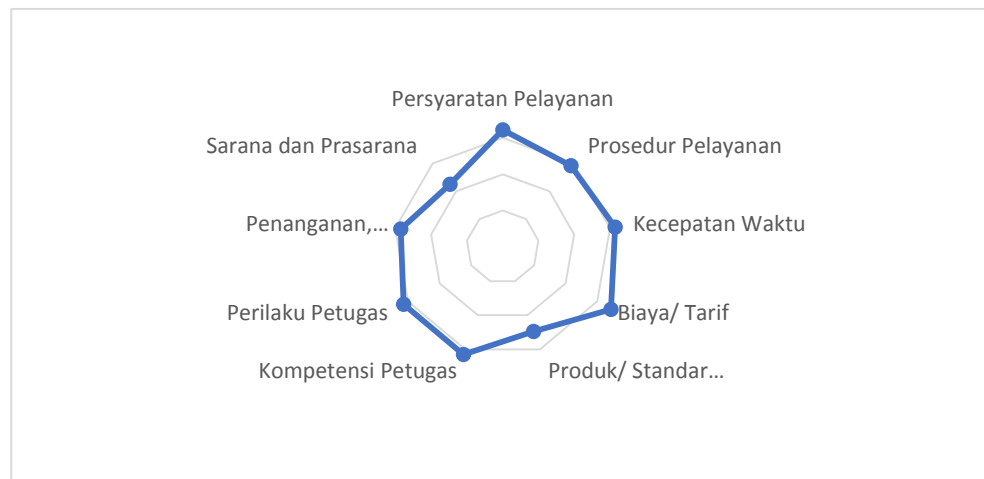 Persyaratan Pelayanan
Prosedur Pelayanan
Kecepatan Waktu
Biaya/ Tarif
Produk/ Standar...
Kompetensi Petugas
Perilaku Petugas
Penanganan,...
Sarana dan Prasarana